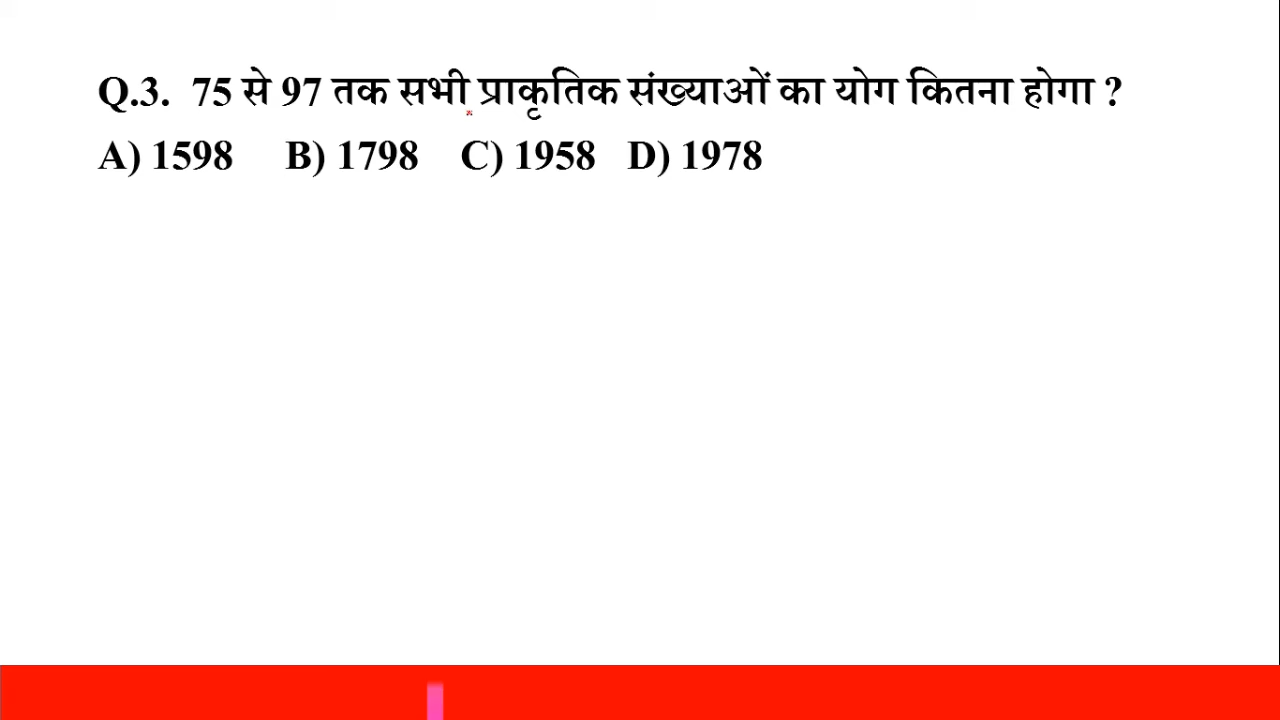 Q.3. 75 से 97 तक सभी प्राकृतिक संख्याओं का योग कितना होगा ?
A) 1598 B) 1798 C) 1958 D) 1978